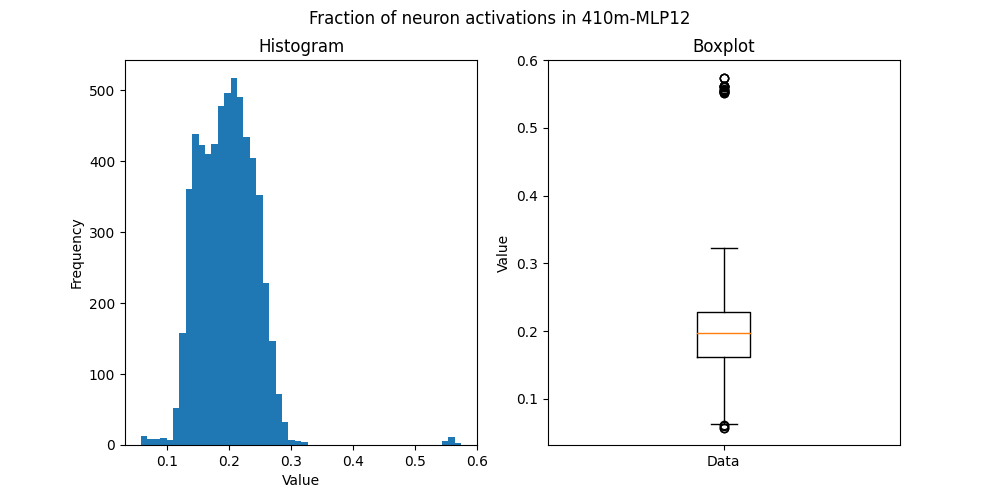 Fraction of neuron activations in 410m-MLP12
Histogram
Frequency
500
400
300
200
100
0
0.1 0.2 0.3 0.4 0.5 0.6
Value
Boxplot
Value
0.6
0.5
0.4
0.3
0.2
0.1
Data